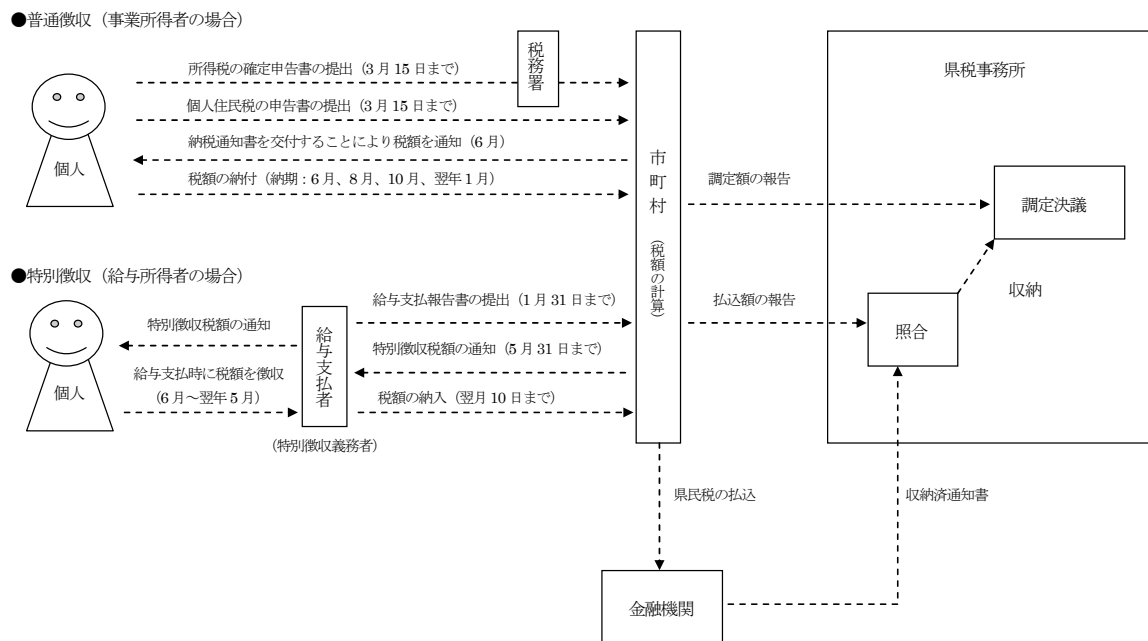 ●普通徴収（事業所得者の場合）
税務署
所得税の確定申告書の提出（3月15日まで）
個人住民税の申告書の提出（3月15日まで）
納税通知書を交付することにより税額を通知（6月）
税額の納付（納期：6月、8月、10月、翌年1月）
個人
市町村（税額の計算）
県税事務所
調定額の報告
調定決議
収納
払込額の報告
照合
●特別徴収（給与所得者の場合）
特別徴収税額の通知
給与支払時に税額を徴収
（6月～翌年5月）
個人
給与支払者
（特別徴収義務者）
給与支払報告書の提出（1月31日まで）
特別徴収税額の通知（5月31日まで）
税額の納入（翌月10日まで）
県民税の払込
収納済通知書
金融機関